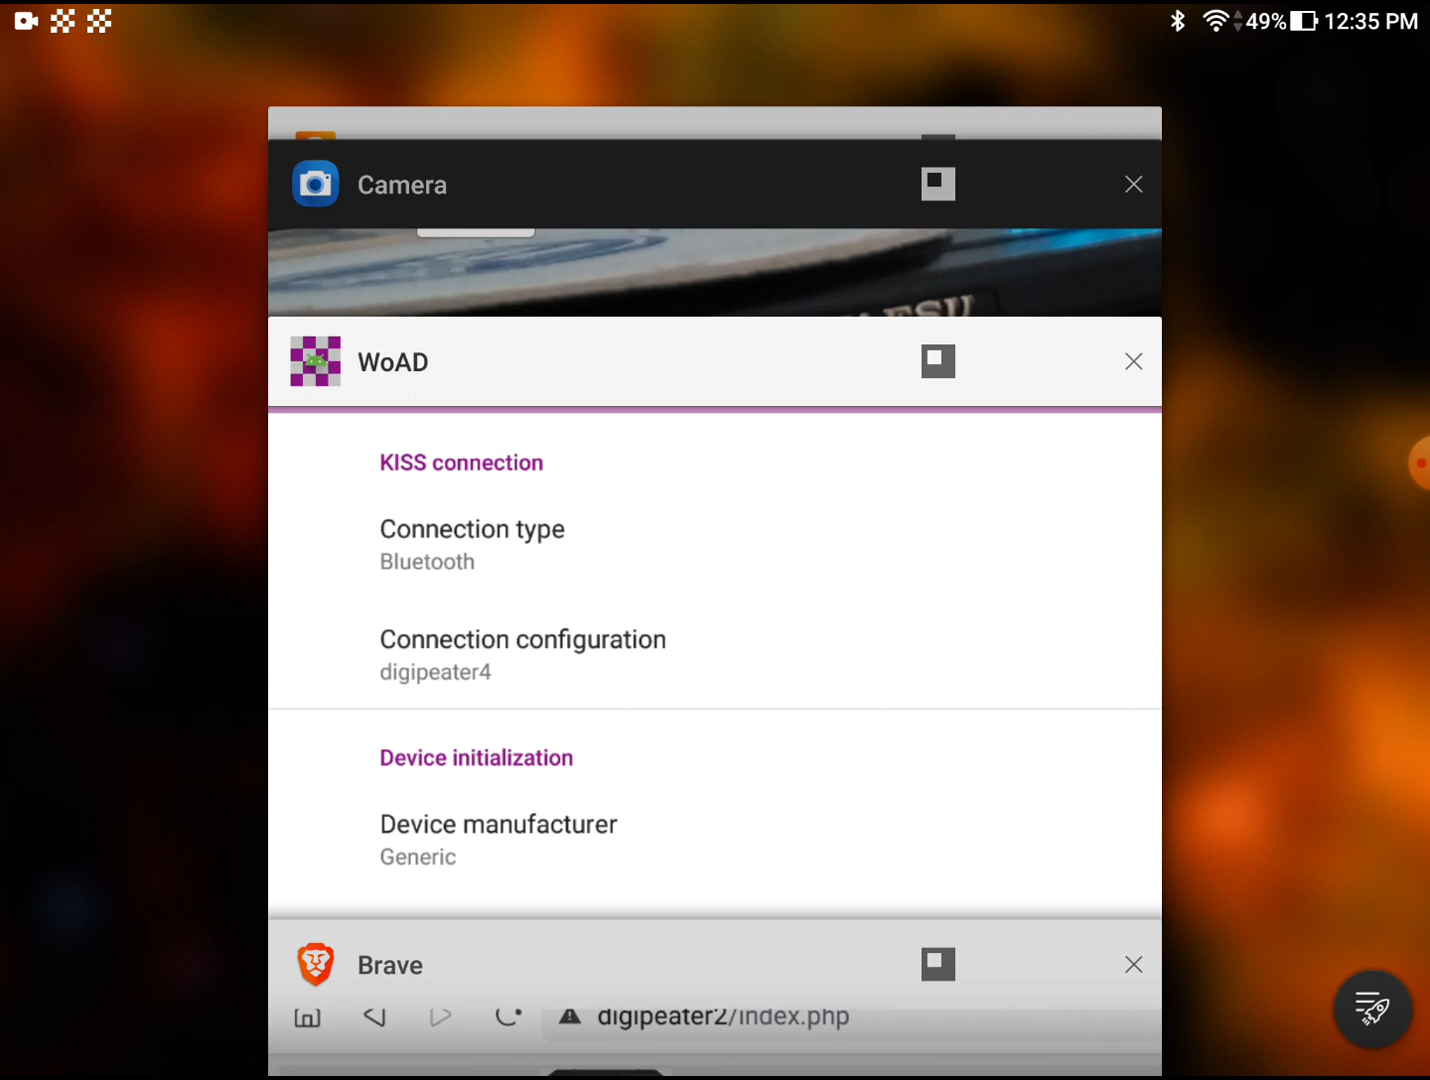 49% 12:35 PM
Camera
WoAD
KISS connection
Connection type
Bluetooth
Connection configuration
digipeater4
Device initialization
Device manufacturer
Generic
Brave
digipeater2/index.php